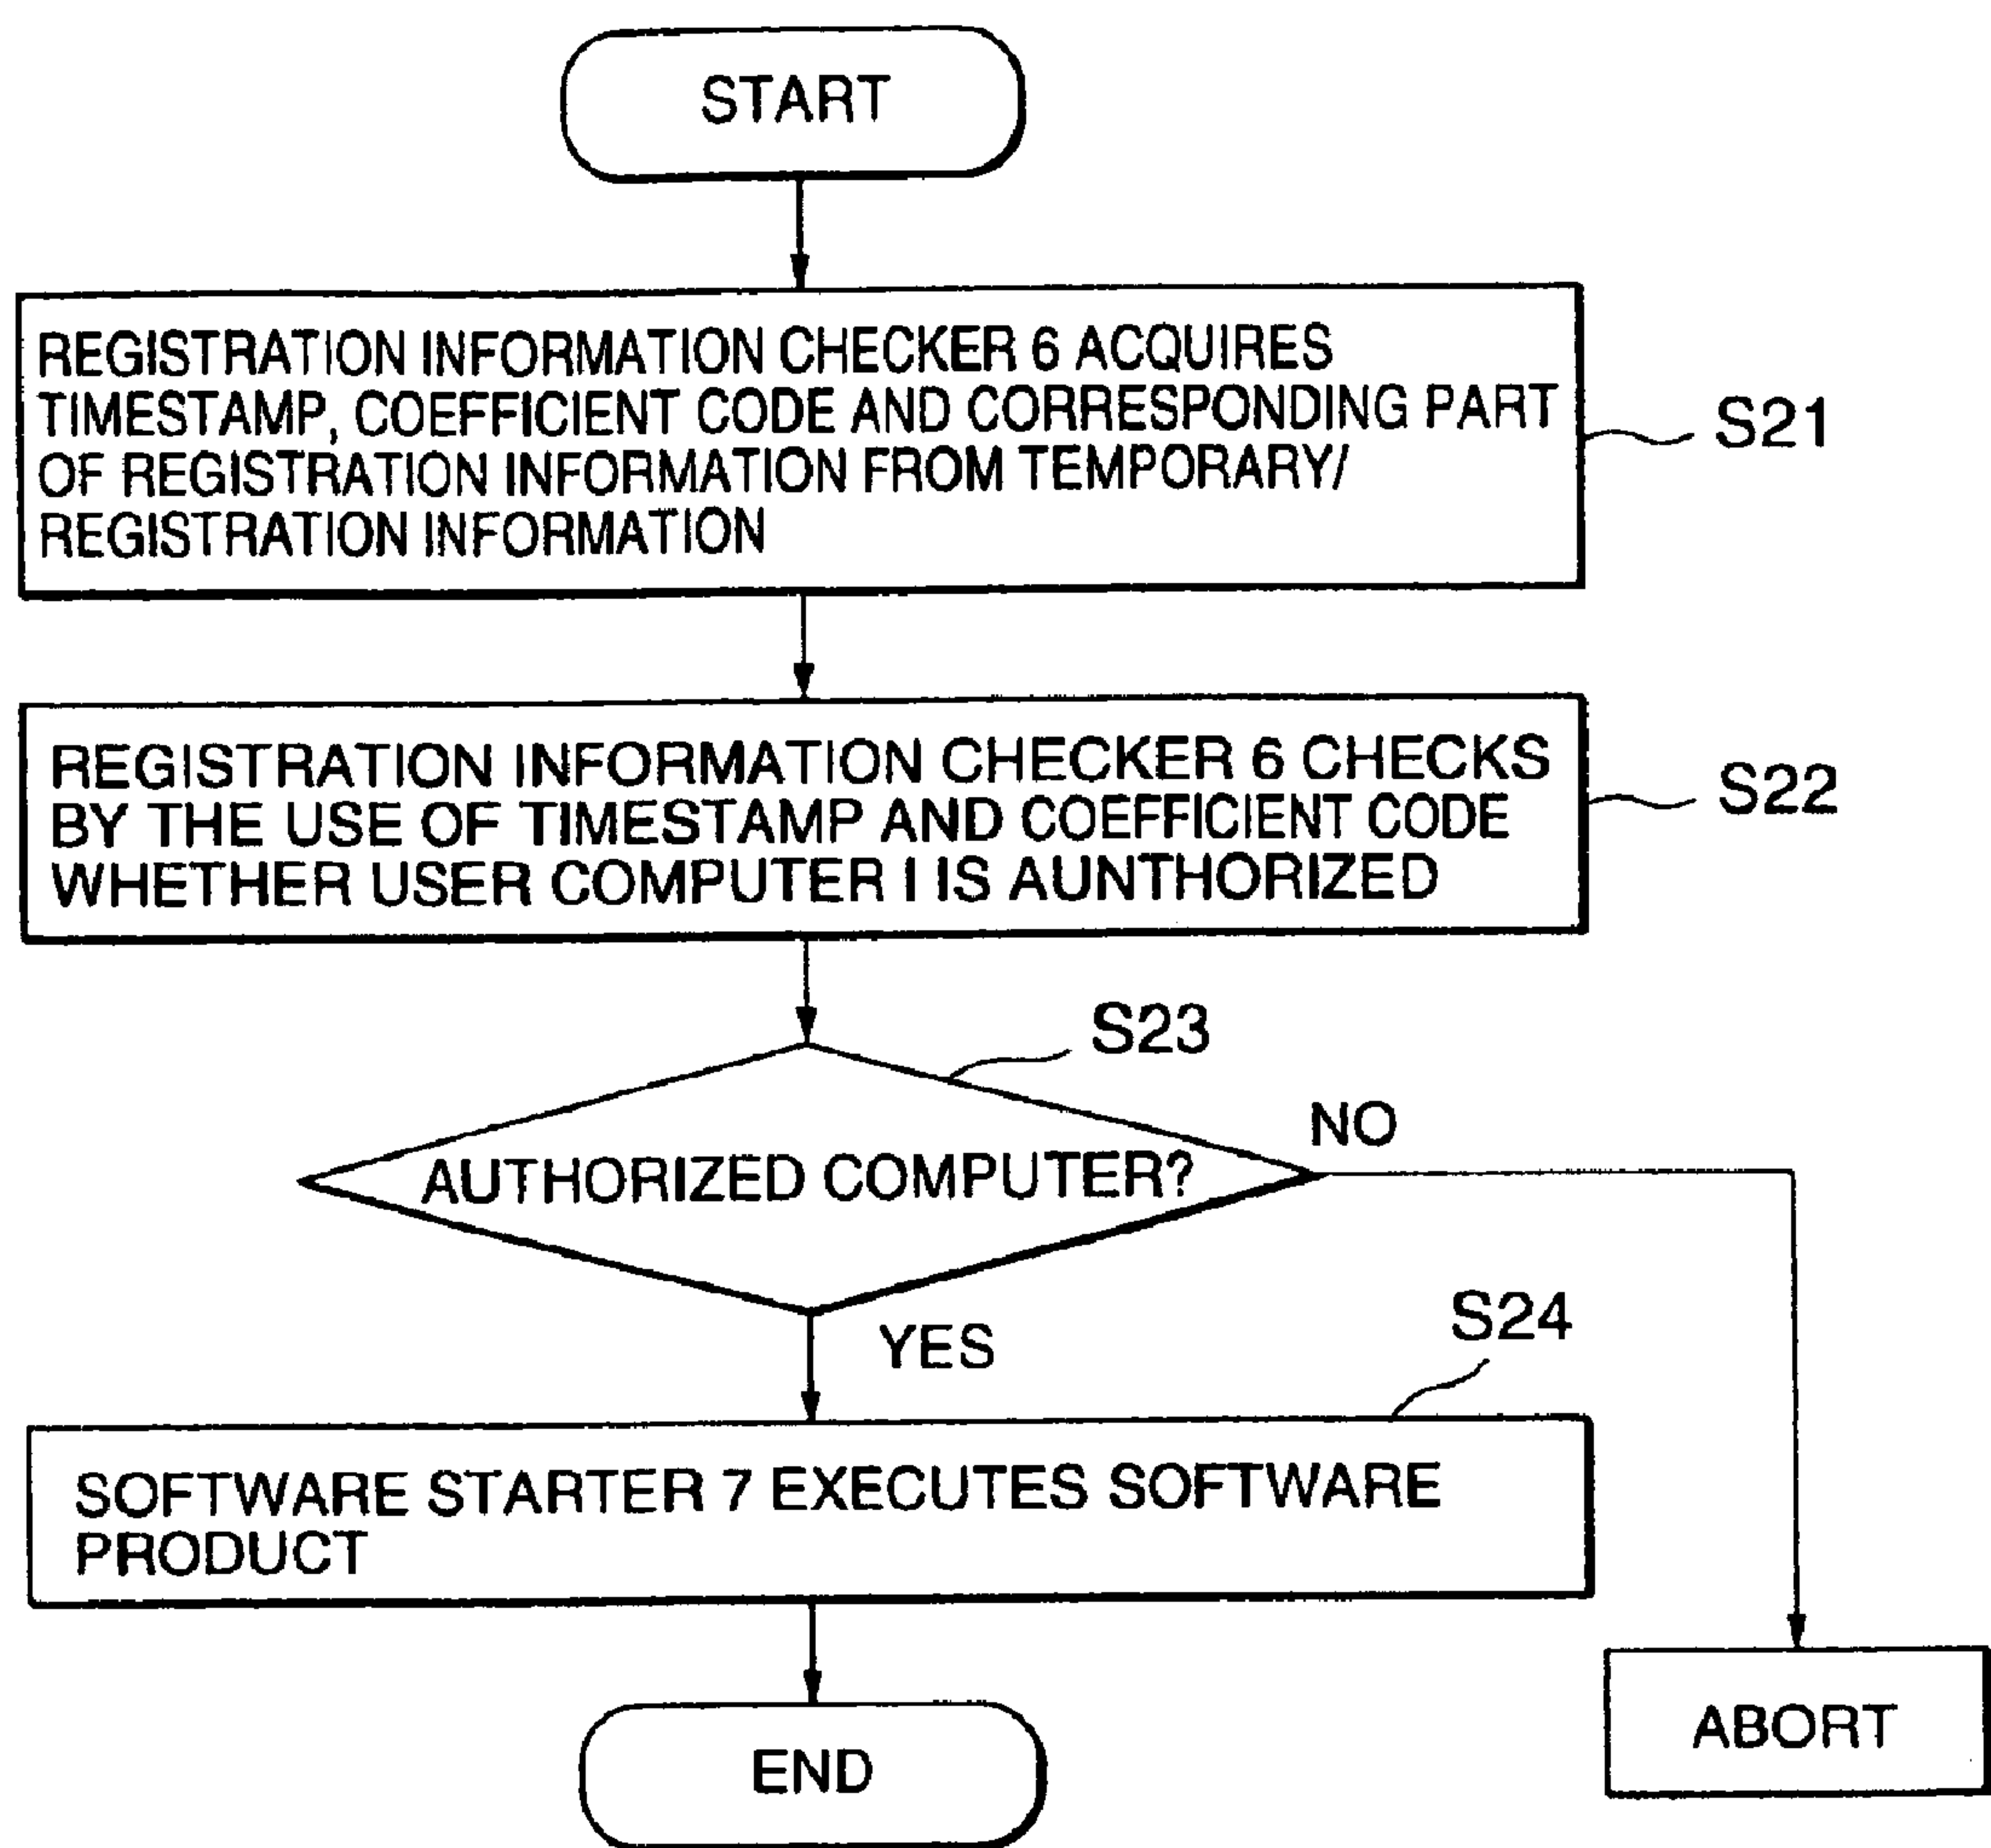 START
REGISTRATION INFORMATION CHECKER 6 ACQUIRES
TIMESTAMP, COEFFICIENT CODE AND CORRESPONDING PART
OF REGISTRATION INFORMATION FROM TEMPORARY/
REGISTRATION INFORMATION
S21
REGISTRATION INFORMATION CHECKER 6 CHECKS
BY THE USE OF TIMESTAMP AND COEFFICIENT CODE
WHETHER USER COMPUTER I IS AUNTHORIZED
S22
S23
AUTHORIZED COMPUTER?
NO
YES
S24
SOFTWARE STARTER 7 EXECUTES SOFTWARE
PRODUCT
ABORT
END